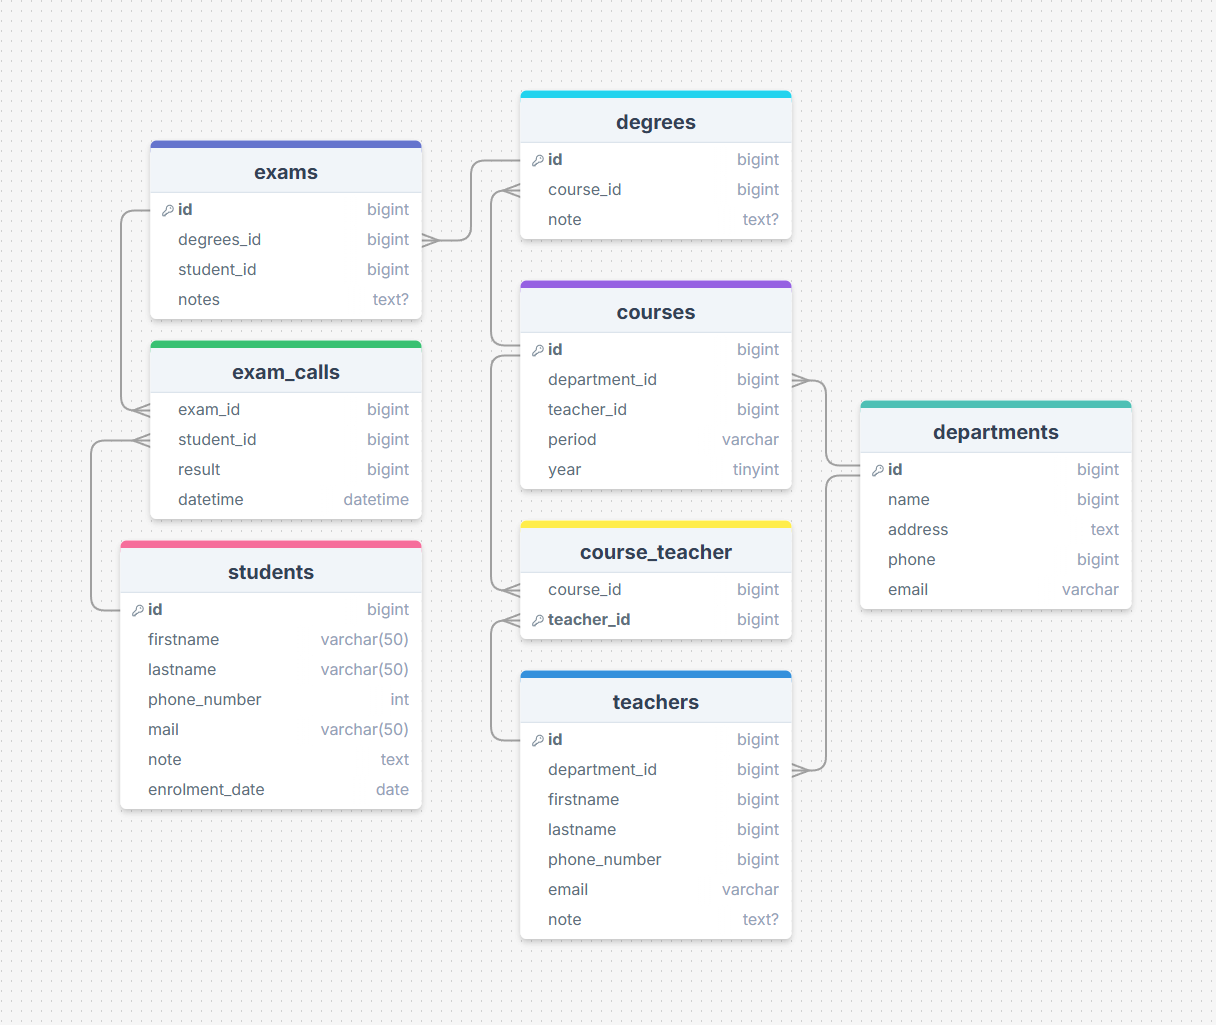 exams
id bigint
degrees_id bigint
student_id bigint
notes text?
exam_calls
exam_id bigint
student_id bigint
result bigint
datetime datetime
students
id bigint
firstname varchar(50)
lastname varchar(50)
phone_number int
mail varchar(50)
note text
enrolment_date date
degrees
id bigint
course_id bigint
note text?
courses
id bigint
department_id bigint
teacher_id bigint
period varchar
year tinyint
course_teacher
course_id bigint
teacher_id bigint
teachers
id bigint
department_id bigint
firstname bigint
lastname bigint
phone_number bigint
email varchar
note text?
departments
id bigint
name bigint
address text
phone bigint
email varchar